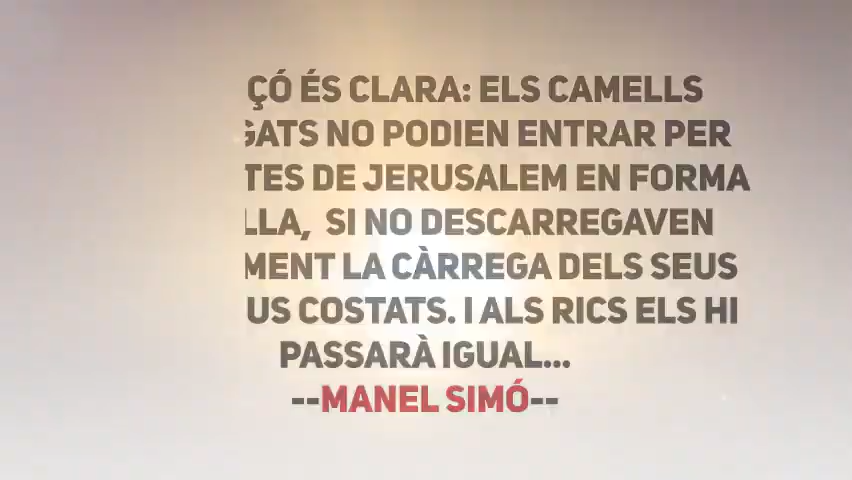 ÇÓ ÉS CLARA: ELS CAMELLS
GATS NO PODIEN ENTRAR PER
TES DE JERUSALEM EN FORMA
LLA, SI NO DESCARREGAVEN
MENT LA CÀRREGA DELS SEUS
US COSTATS. I ALS RICS ELS HI
PASSARÀ IGUAL...
--MANEL SIMÓ--